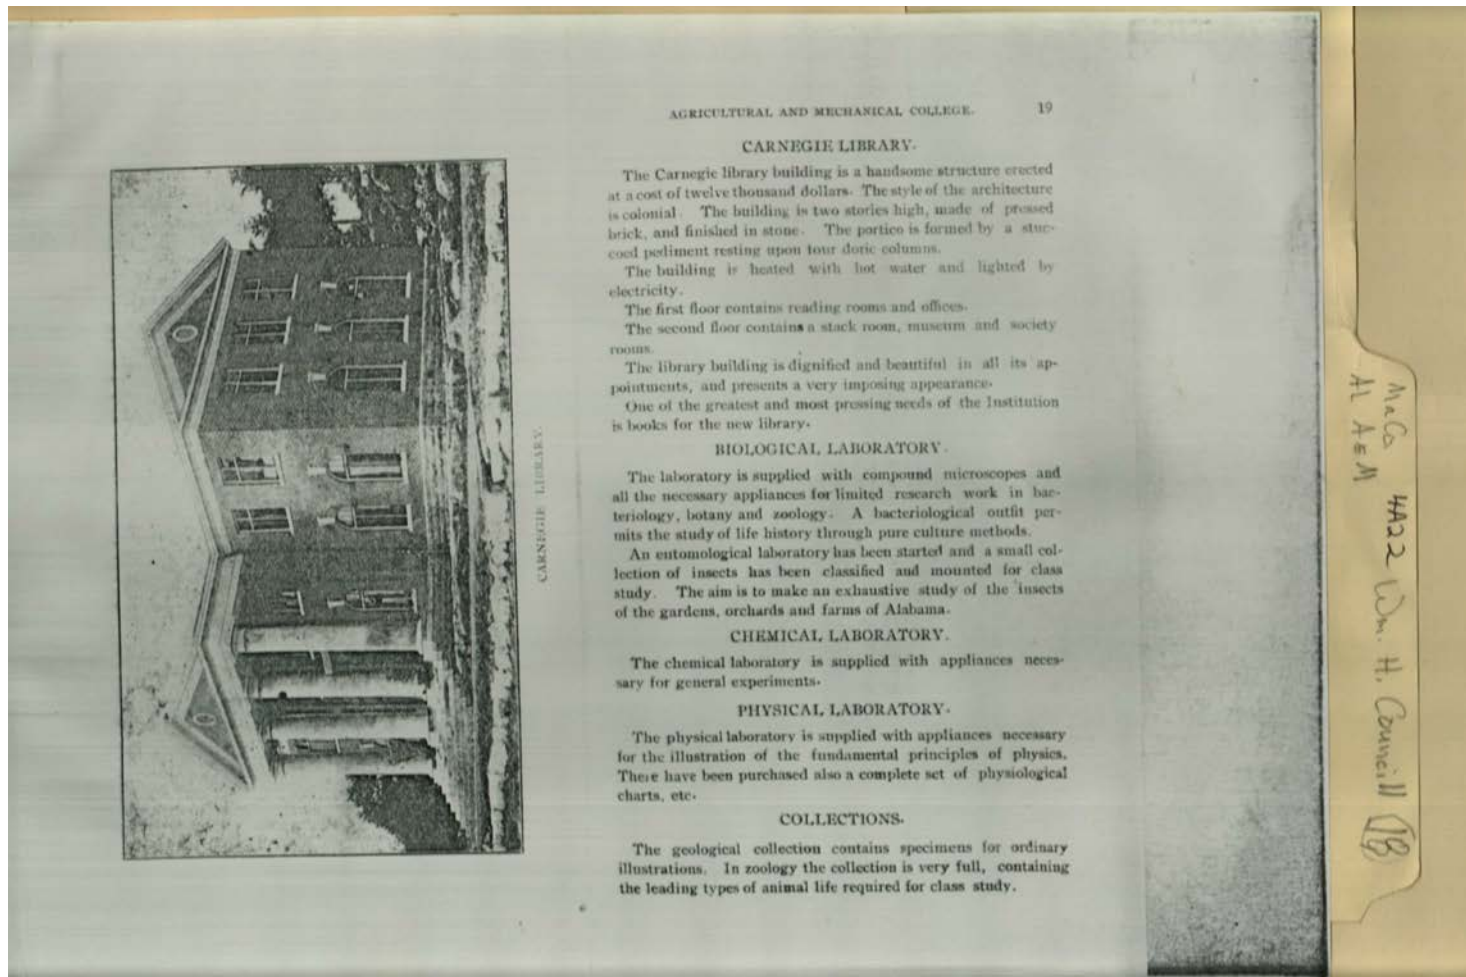 AGRICULTURAL AND MECHANICAL COLLEGE. 19
CARNEGIE LIBRARY.
The Carnegie library building is a handsome structure erected
at a cost of twelve thousand dollars. The style of the architecture
is colonial. The building is two stories high, made of pressed
brick, and finished in stone. The portico is formed by a stuc-
coed pediment resting upon four doric columns.
The building is heated with hot water and lighted by
electricity.
The first floor contains reading rooms and offices.
The second floor contains a stack room, museum and society
rooms.
The library building is dignified and beautiful in all its ap-
pointments, and presents a very imposing appearance.
One of the greatest and most pressing needs of the Institution
is books for the new library.
BIOLOGICAL LABORATORY.
The laboratory is supplied with compound microscopes and
all the necessary appliances for limited research work in bac-
teriology, botany and zoology. A bacteriological outfit per-
mits the study of life history through pure culture methods.
An entomological laboratory has been started and a small col-
lection of insects has been classified and mounted for class
study. The aim is to make an exhaustive study of the insects
of the gardens, orchards and farms of Alabama.
CHEMICAL LABORATORY.
The chemical laboratory is supplied with appliances neces-
sary for general experiments.
PHYSICAL LABORATORY.
The physical laboratory is supplied with appliances necessary
for the illustration of the fundamental principles of physics.
There have been purchased also a complete set of physiological
charts, etc.
COLLECTIONS.
The geological collection contains specimens for ordinary
illustrations. In zoology the collection is very full, containing
the leading types of animal life required for class study.
CARNEGIE LIBRARY.
MaCo 4A22 Wm. H. Councill
AL A&M